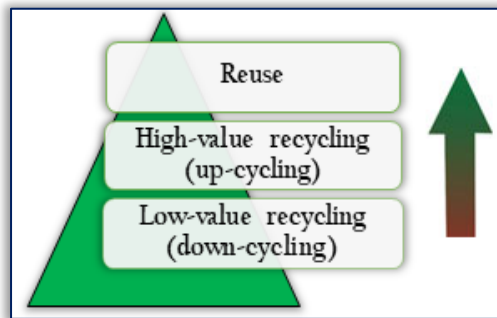 Reuse
High-value recycling
(up-cycling)
Low-value recycling
(down-cycling)